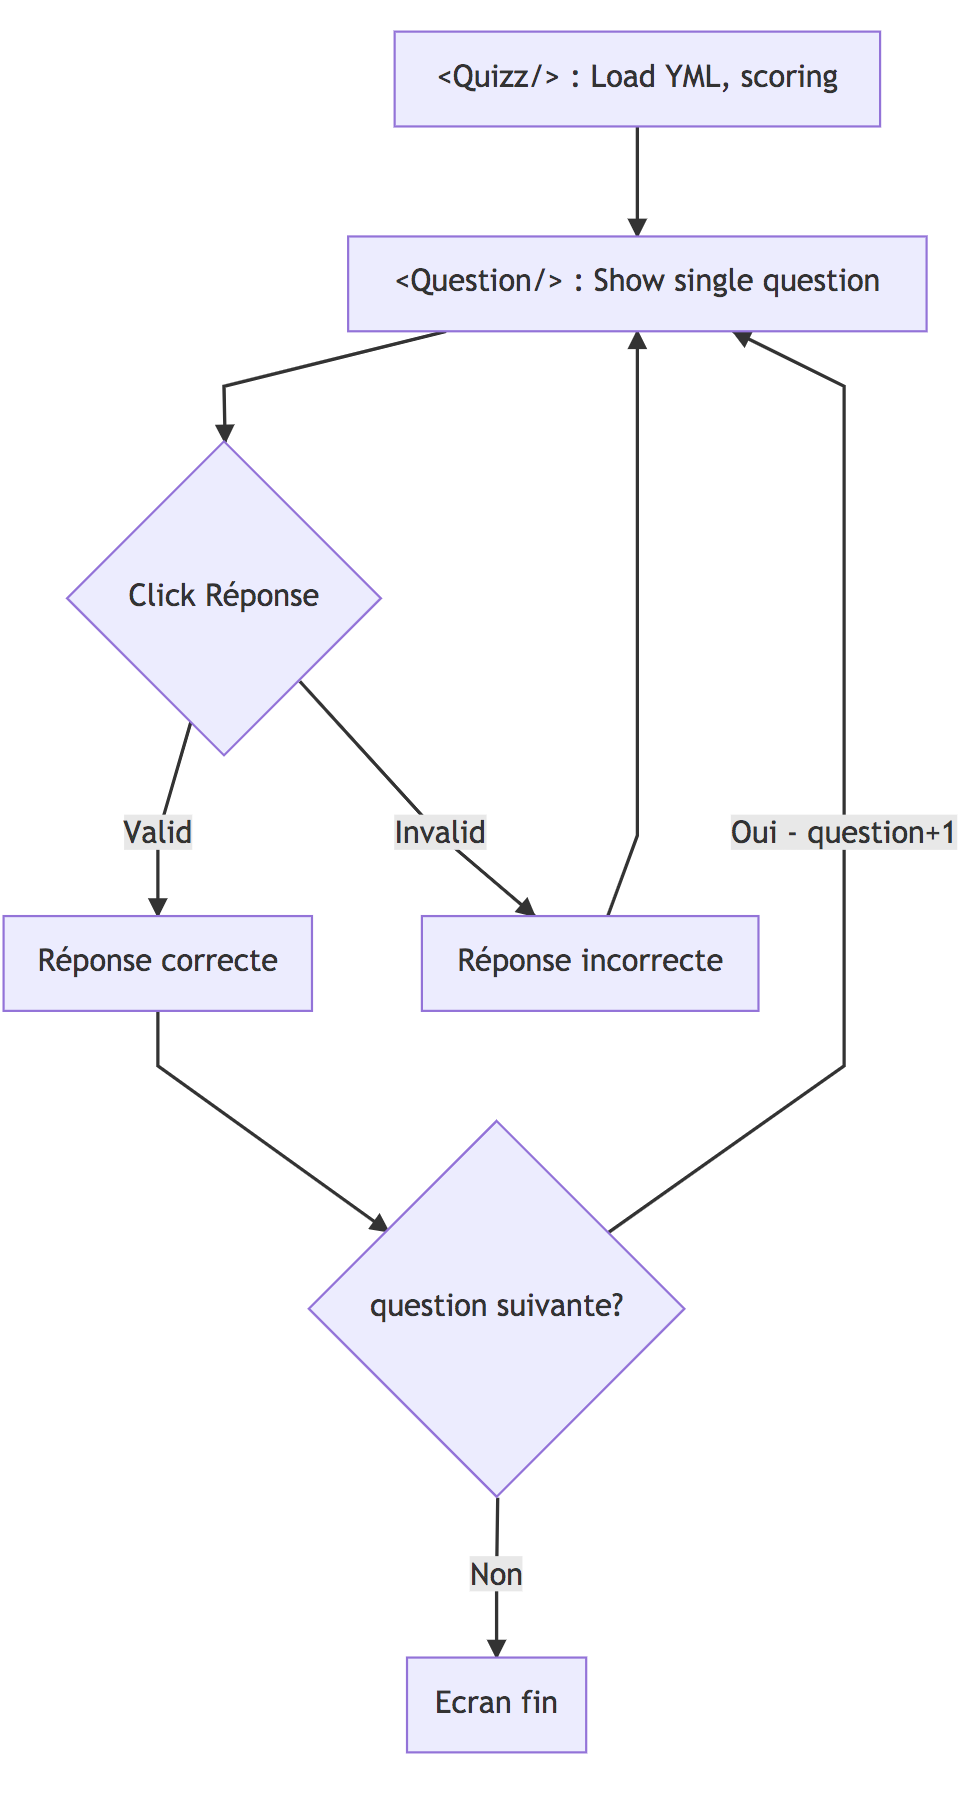 <Quizz/> : Load YML, scoring
<Question/> : Show single question
Click Réponse
Valid
Invalid
Oui - question+1
Réponse correcte
Réponse incorrecte
question suivante?
Non
Ecran fin